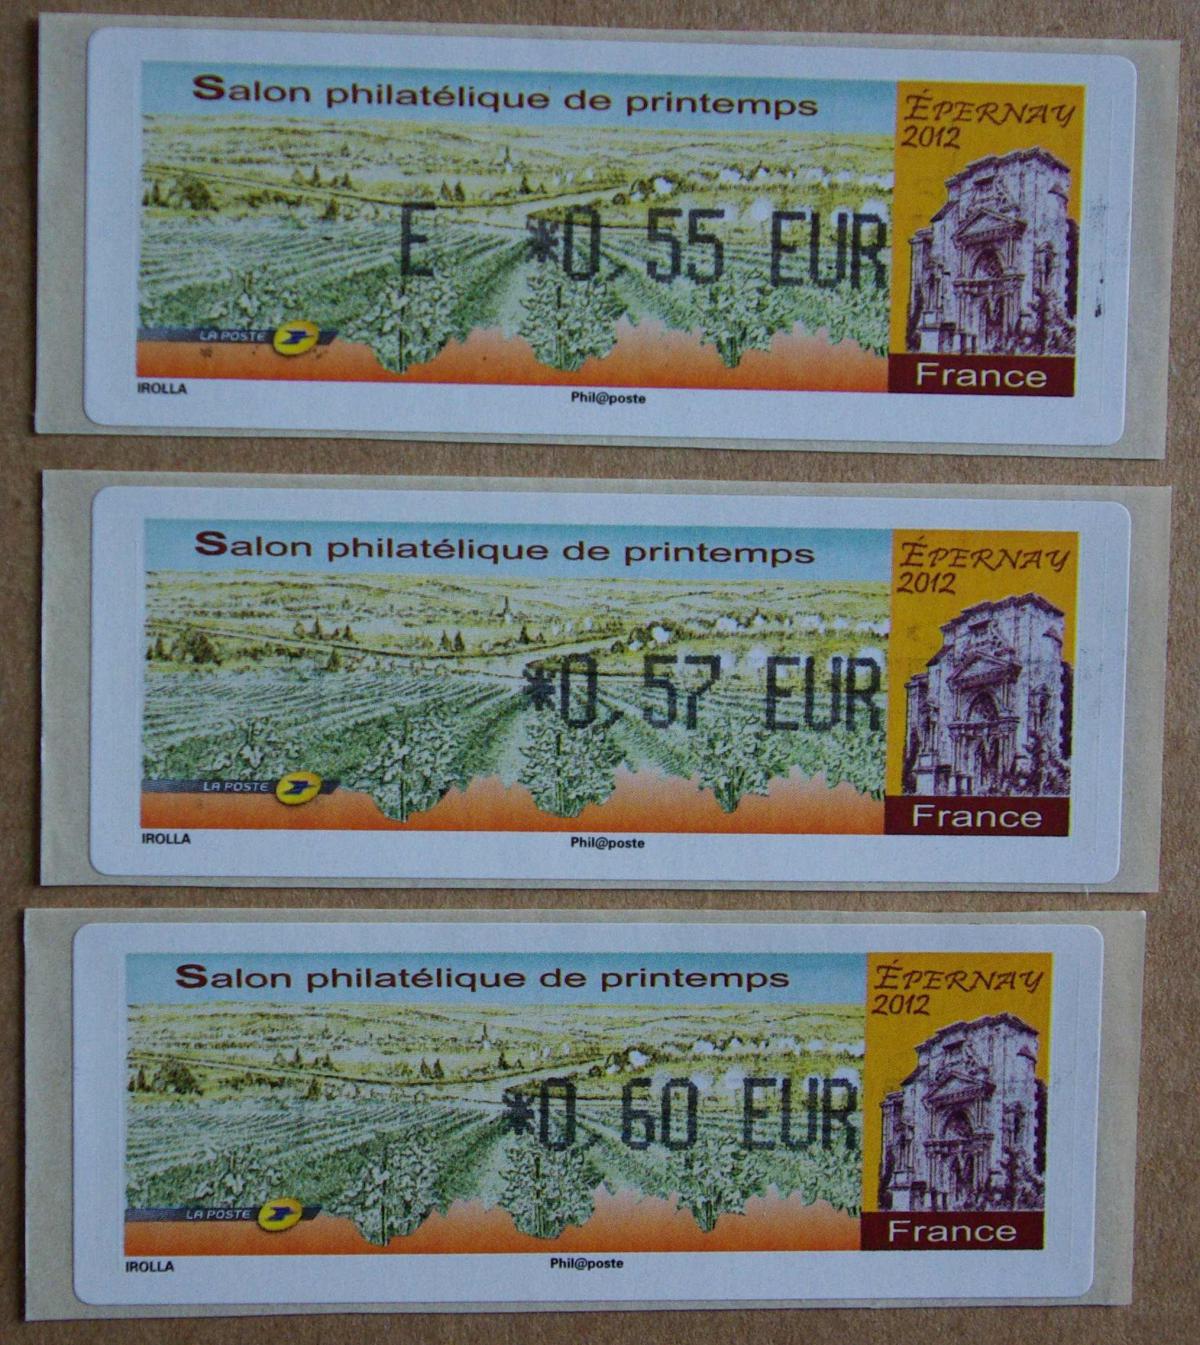 Salon philatélique de printemps
ÉPERNAY
2012
E *0,55 EUR
LA POSTE
France
IROLLA
Phil@poste
Salon philatélique de printemps
ÉPERNAY
2012
*0,57 EUR
LA POSTE
France
IROLLA
Phil@poste
Salon philatélique de printemps
ÉPERNAY
2012
*0,60 EUR
LA POSTE
France
IROLLA
Phil@poste